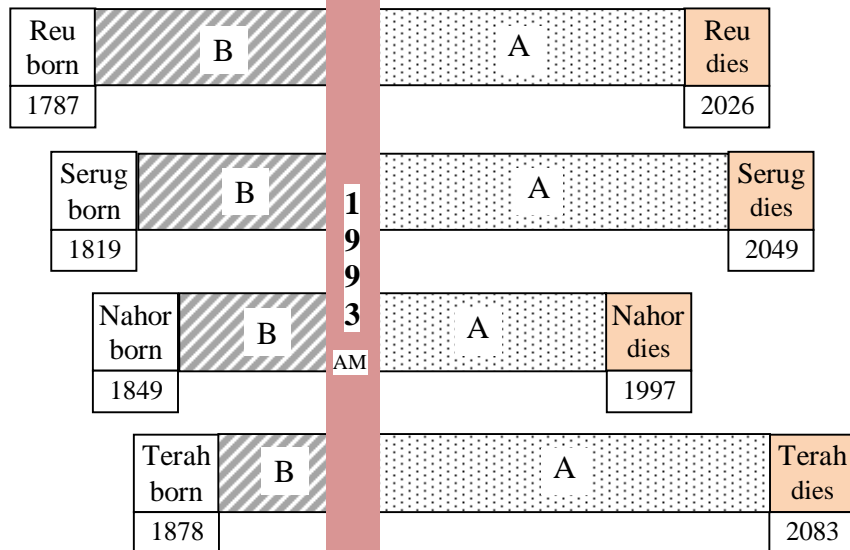 Reu
born
B
A
Reu
dies
1787
2026
Serug
born
B
A
Serug
dies
1819
2049
1
9
9
3
AM
Nahor
born
B
A
Nahor
dies
1849
1997
Terah
born
B
A
Terah
dies
1878
2083